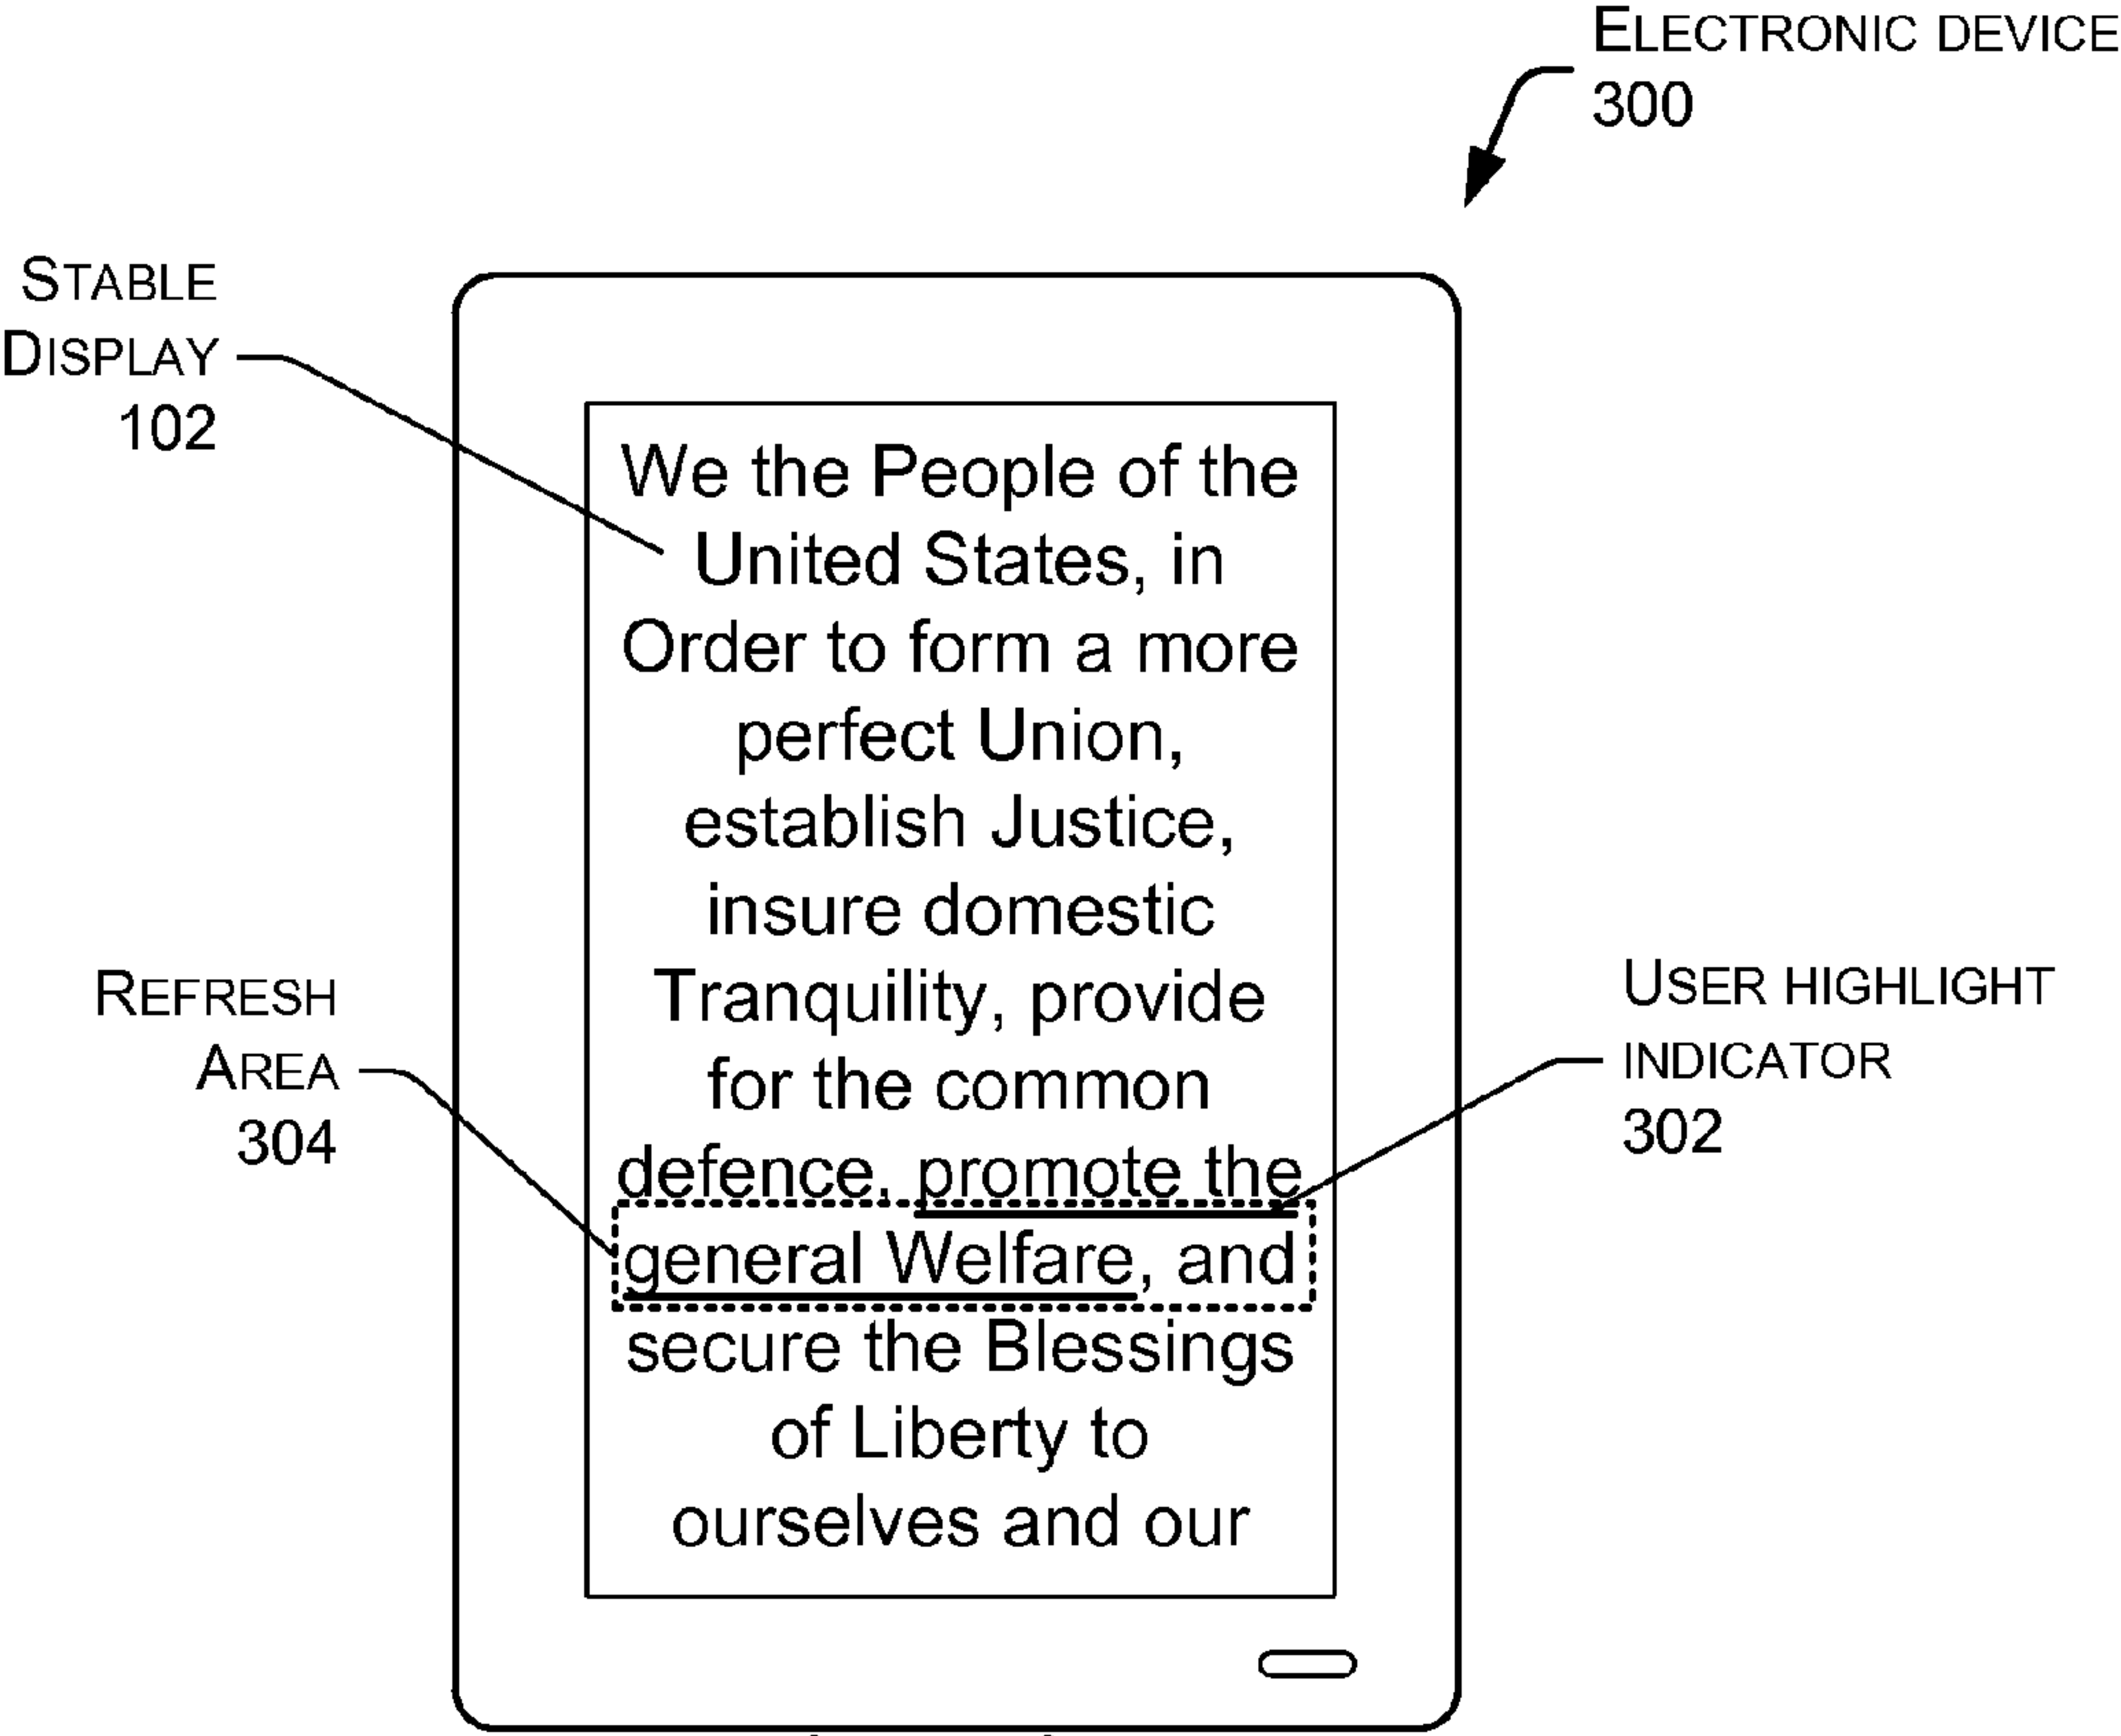 ELECTRONIC DEVICE
300
STABLE
DISPLAY
102
We the People of the
United States, in
Order to form a more
perfect Union,
establish Justice,
insure domestic
Tranquility, provide
for the common
defence, promote the
general Welfare, and
secure the Blessings
of Liberty to
ourselves and our
REFRESH
AREA
304
USER HIGHLIGHT
INDICATOR
302